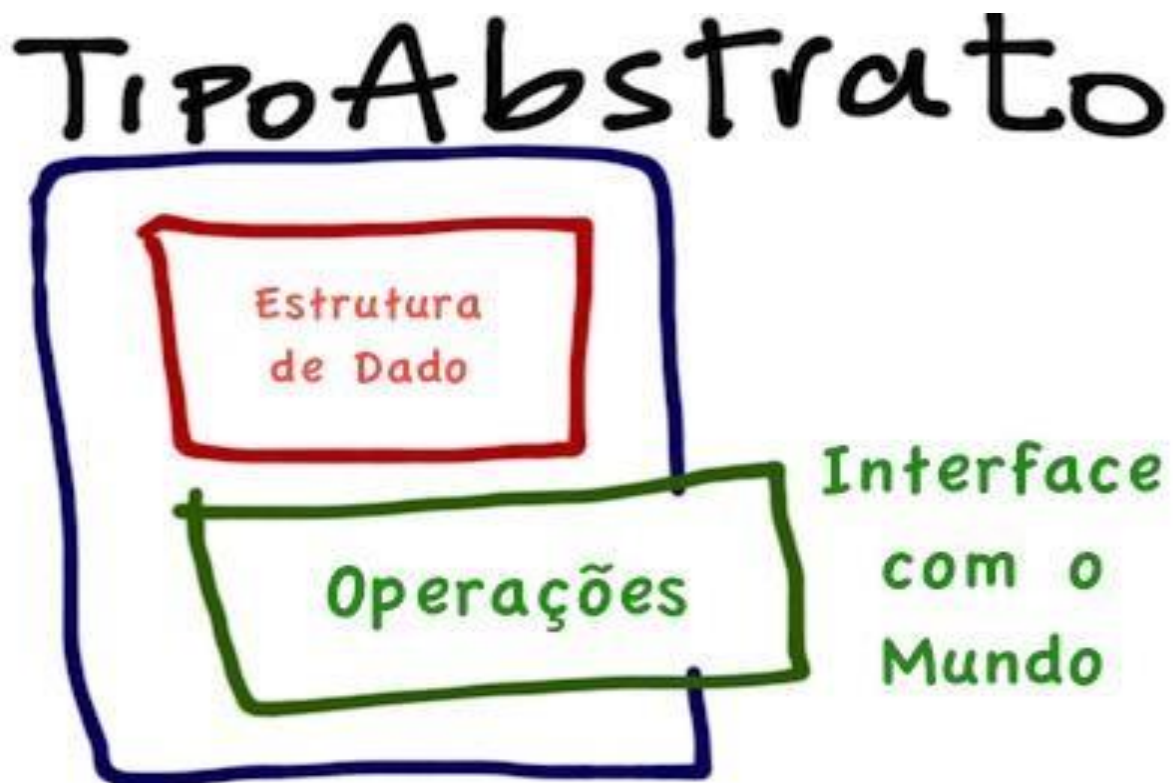 TipoAbstrato
Estrutura
de Dado
Operações
Interface
com o
Mundo